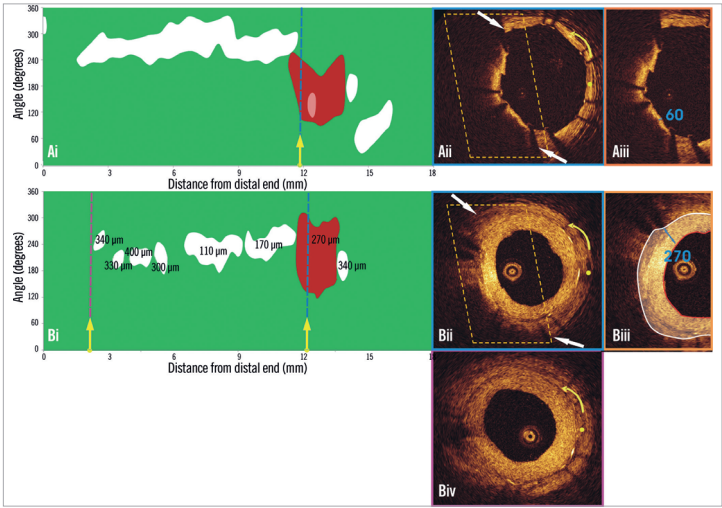 360
300
240
180
120
60
0
Angle (degrees)
Ai
0
3
6
9
12
15
18
Distance from distal end (mm)
Aii
60
Aiii
360
300
240
180
120
60
0
Angle (degrees)
340 µm
400 µm
330 µm
300 µm
110 µm
170 µm
270 µm
340 µm
Bi
0
3
6
9
12
15
18
Distance from distal end (mm)
Bii
270
Biii
Biv